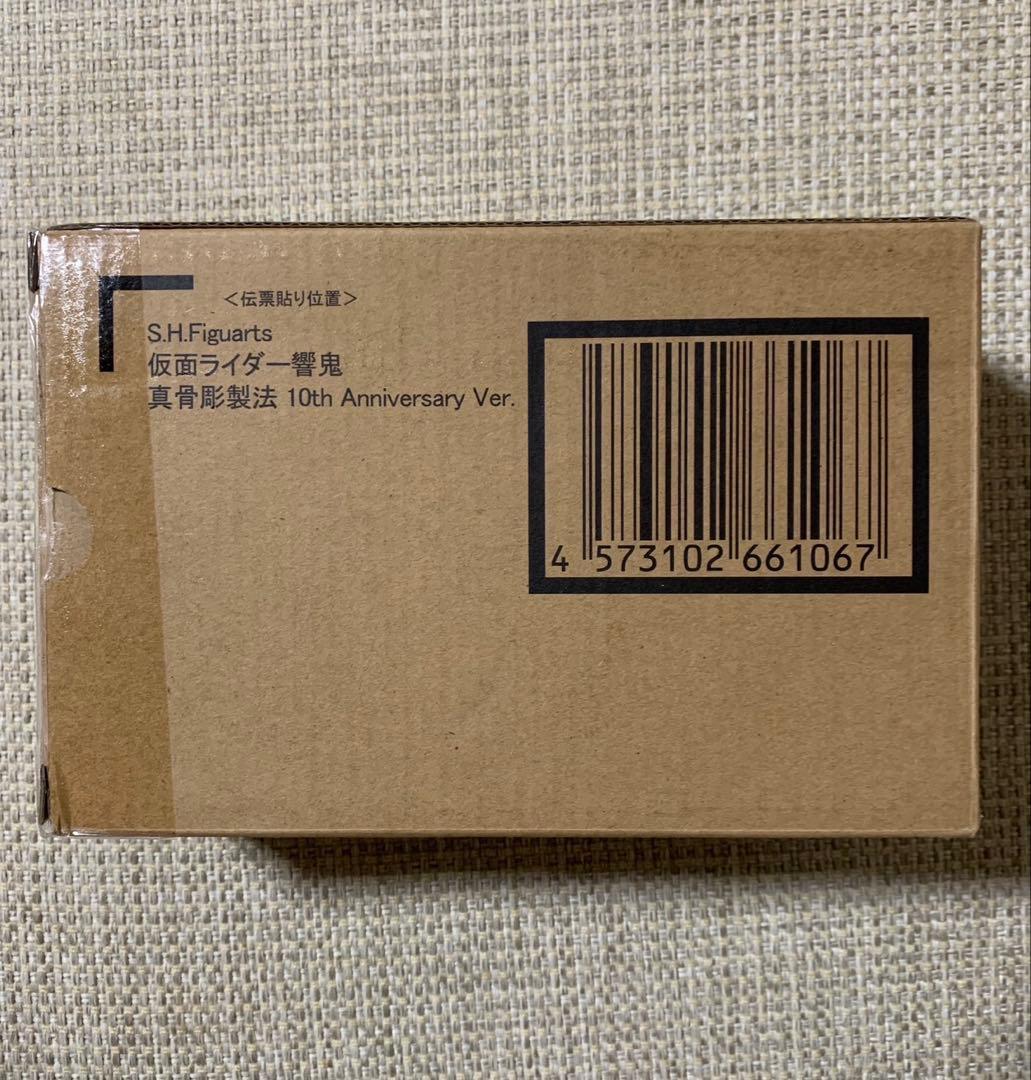 ＜伝票貼り位置＞
S.H.Figuarts
仮面ライダー響鬼
真骨彫製法 10th Anniversary Ver.
4 573102 661067